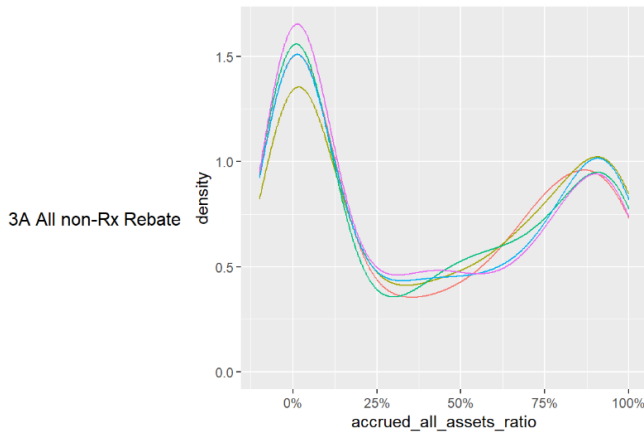 1.5
1.0
0.5
0.0
density
3A All non-Rx Rebate
0% 25% 50% 75% 100%
accrued_all_assets_ratio